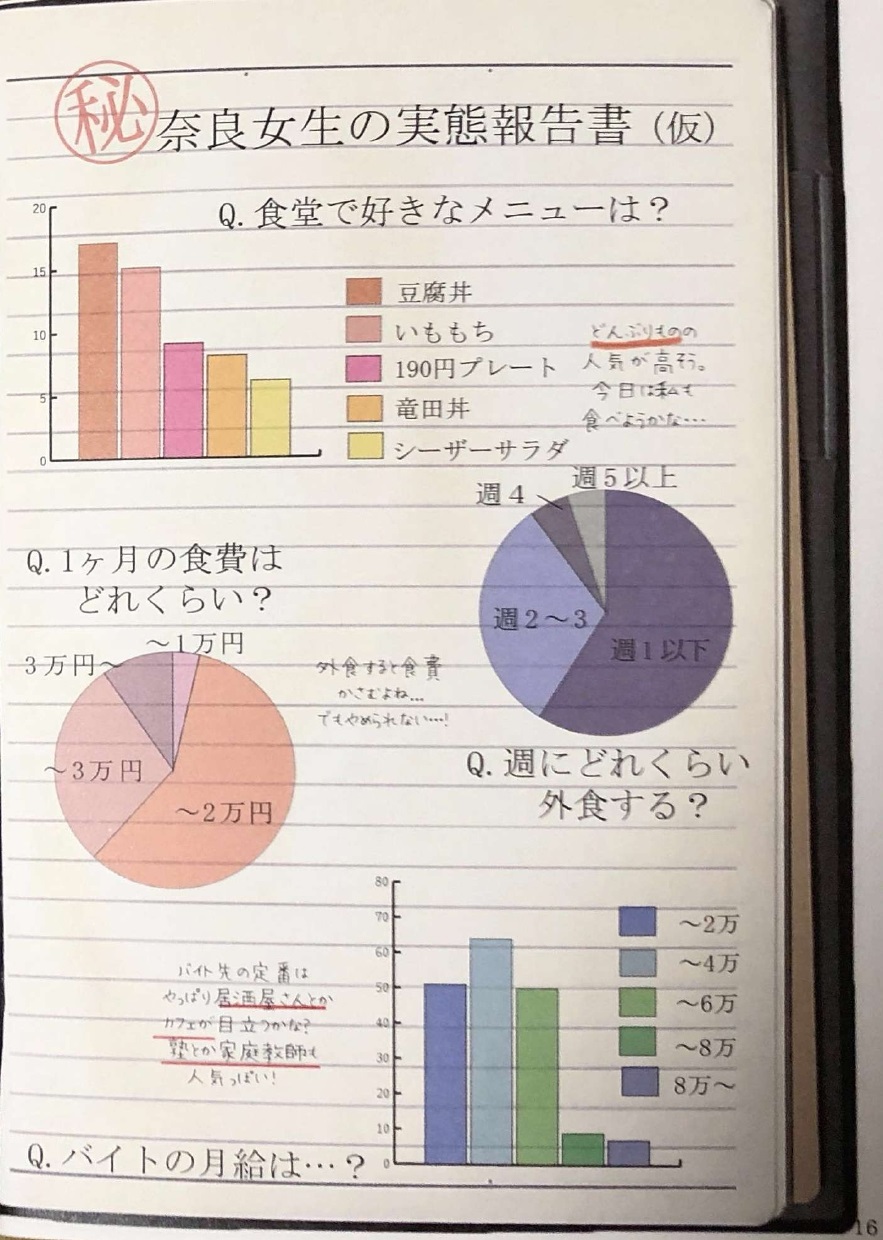 ㊙奈良女生の実態報告書（仮）
Q. 食堂で好きなメニューは？
20
15
10
5
0
豆腐丼
いももち
190円プレート
竜田丼
シーザーサラダ
どんぶりものの
人気が高そう。
今日は私も
食べようかな…
週4
週5以上
週2～3
週1以下
Q. 週にどれくらい
外食する？
Q. 1ヶ月の食費は
どれくらい？
～1万円
3万円～
～3万円
～2万円
外食すると食費
かさむよね…
でもやめられない…！
80
70
60
50
40
30
20
10
0
～2万
～4万
～6万
～8万
8万～
バイト先の定番は
やっぱり居酒屋さんとか
カフェが目立つかな？
塾とか家庭教師も
人気っぽい！
Q. バイトの月給は…？
16